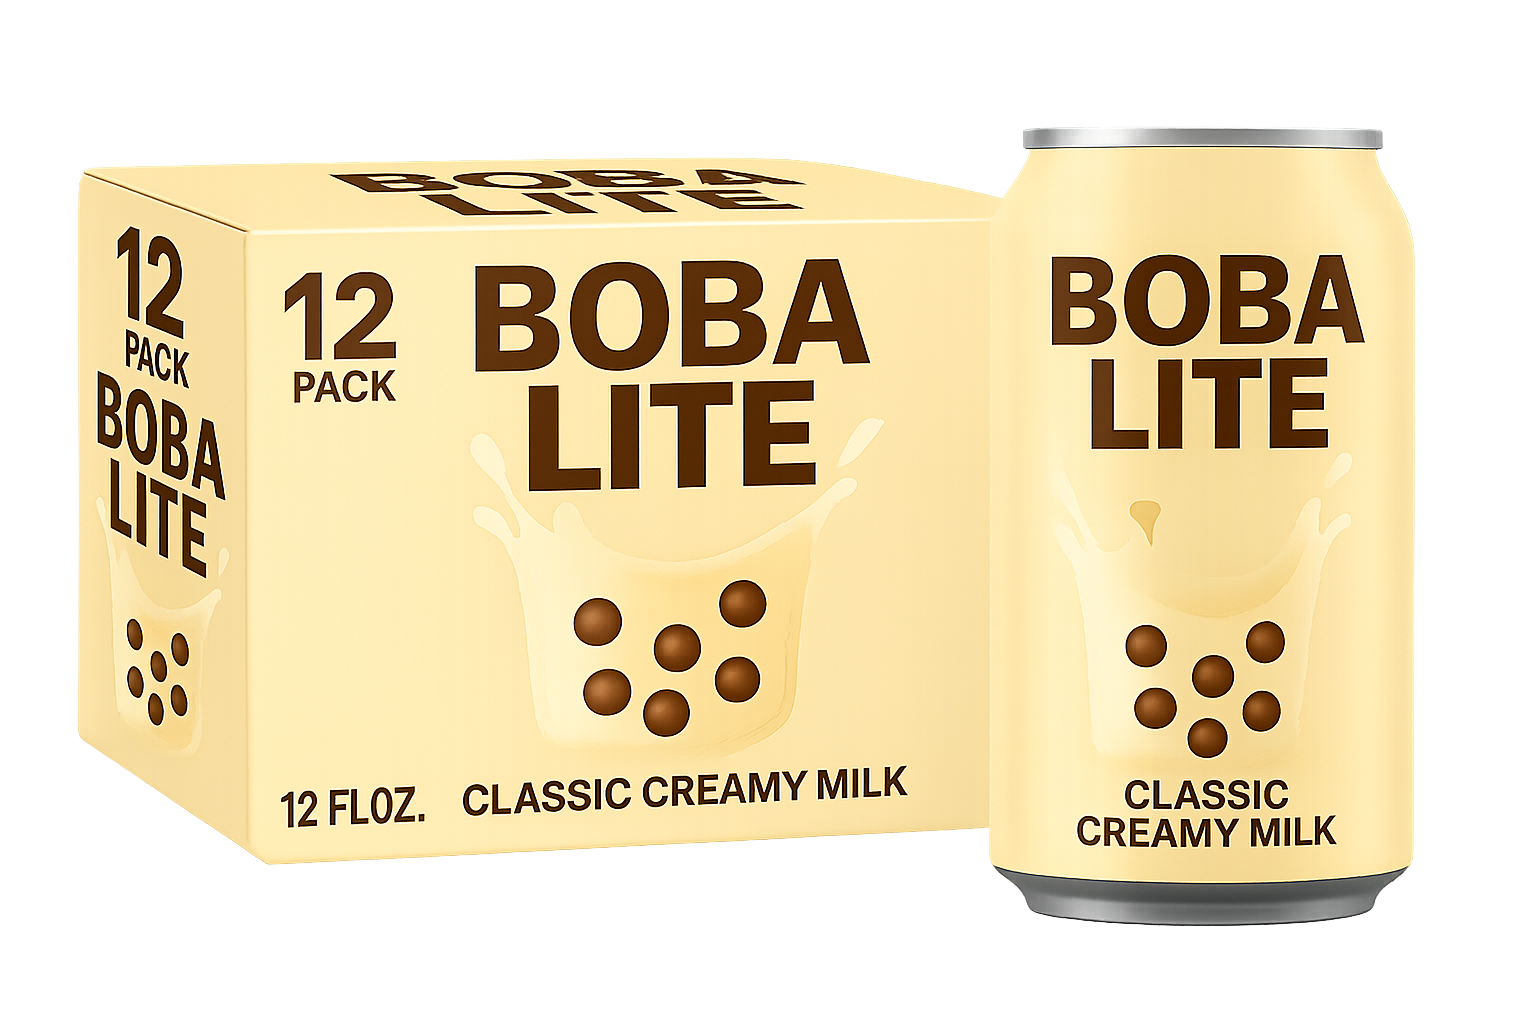 BOBA
LITE
12
PACK
BOBA
LITE
12
PACK
BOBA
LITE
12 FLOZ.
CLASSIC CREAMY MILK
BOBA
LITE
CLASSIC
CREAMY MILK